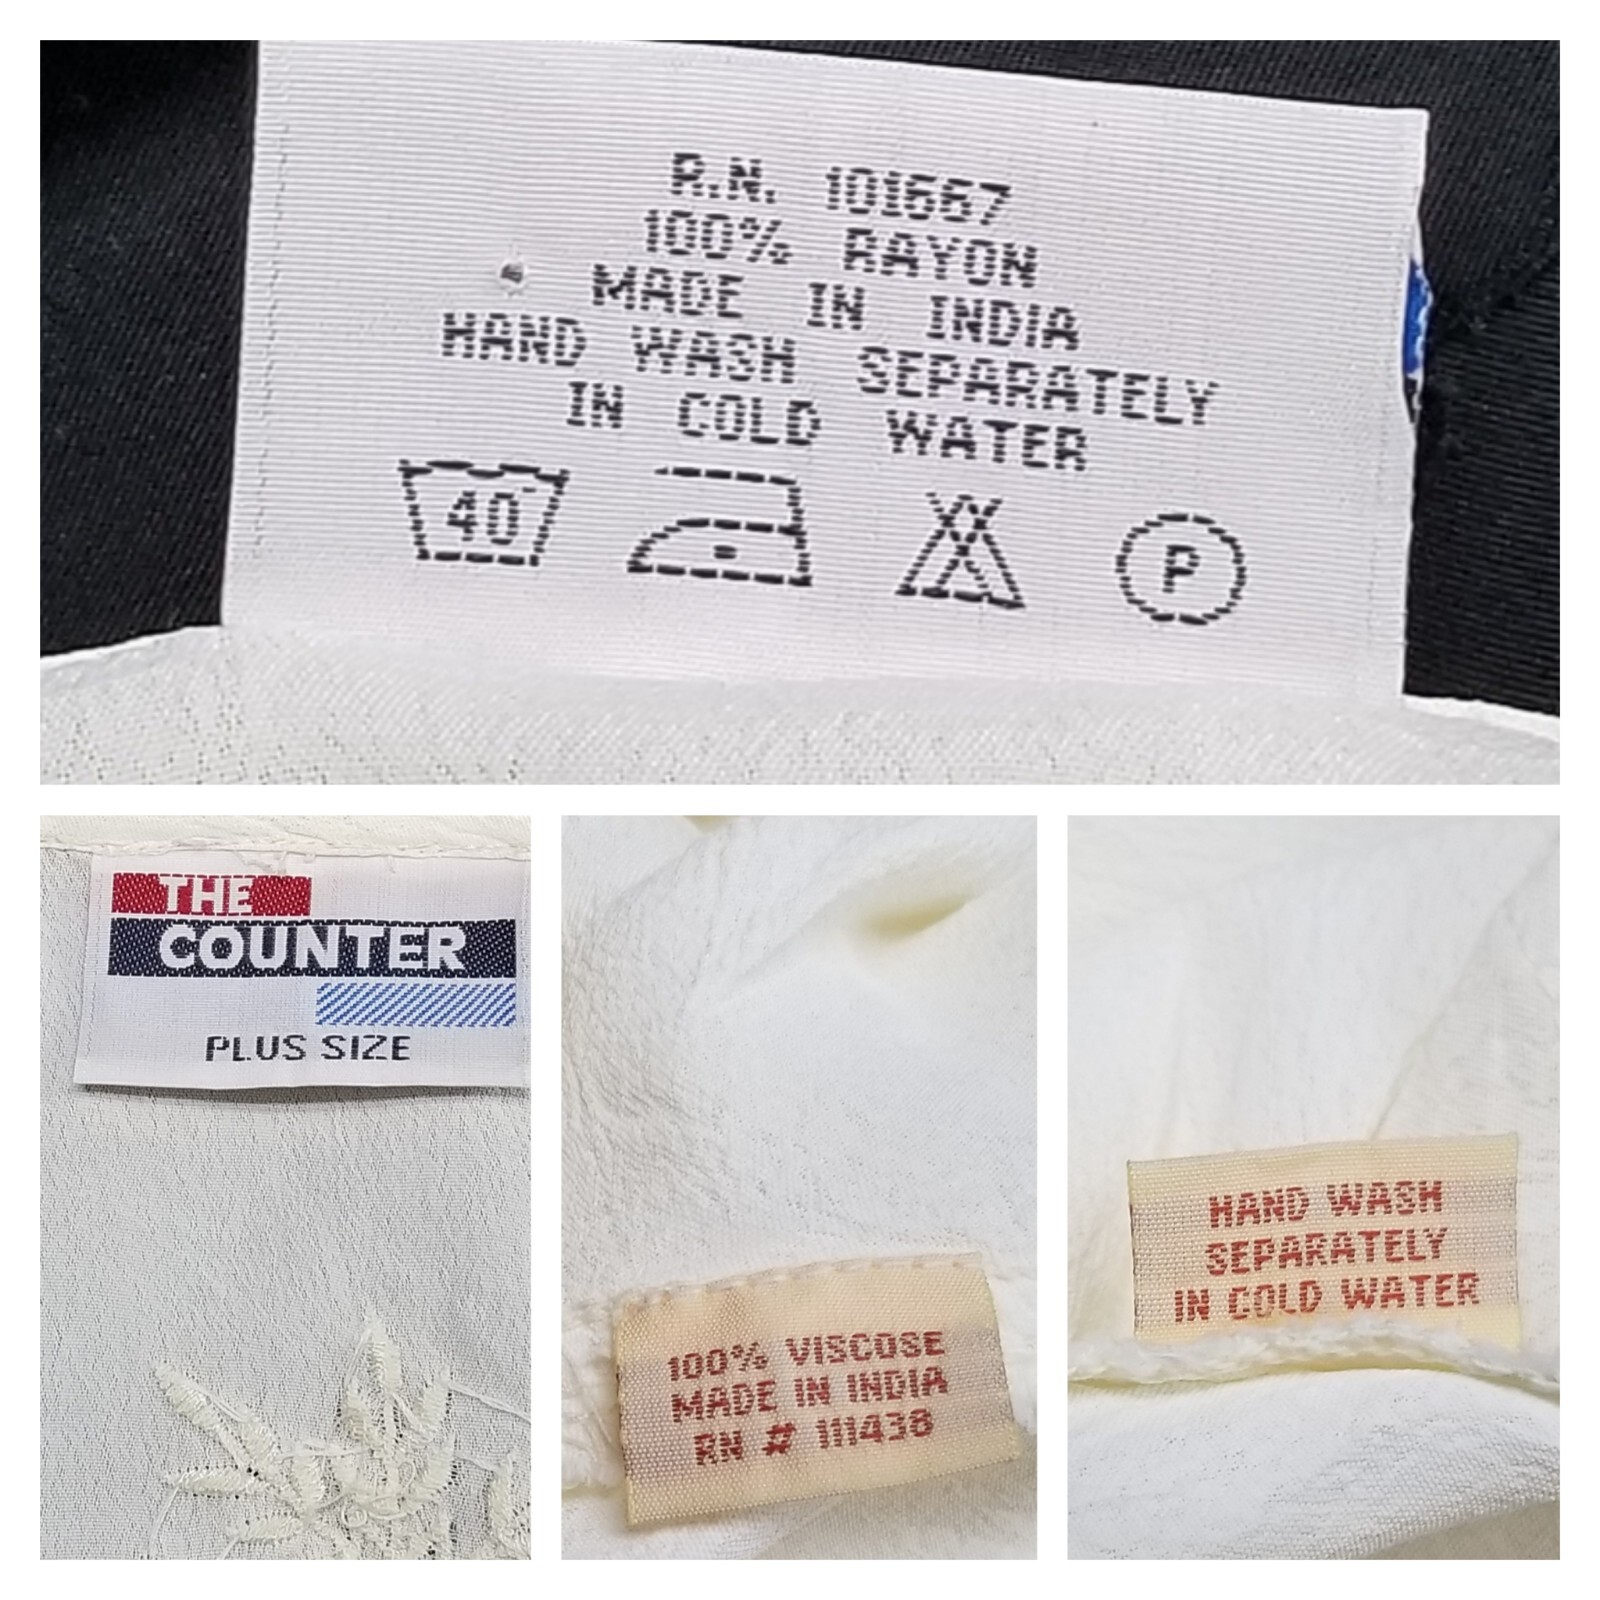 R.N. 101667
100% RAYON
MADE IN INDIA
HAND WASH SEPARATELY
IN COLD WATER
40°
P
THE
COUNTER
PLUS SIZE
100% VISCOSE
MADE IN INDIA
RN # 111438
HAND WASH
SEPARATELY
IN COLD WATER